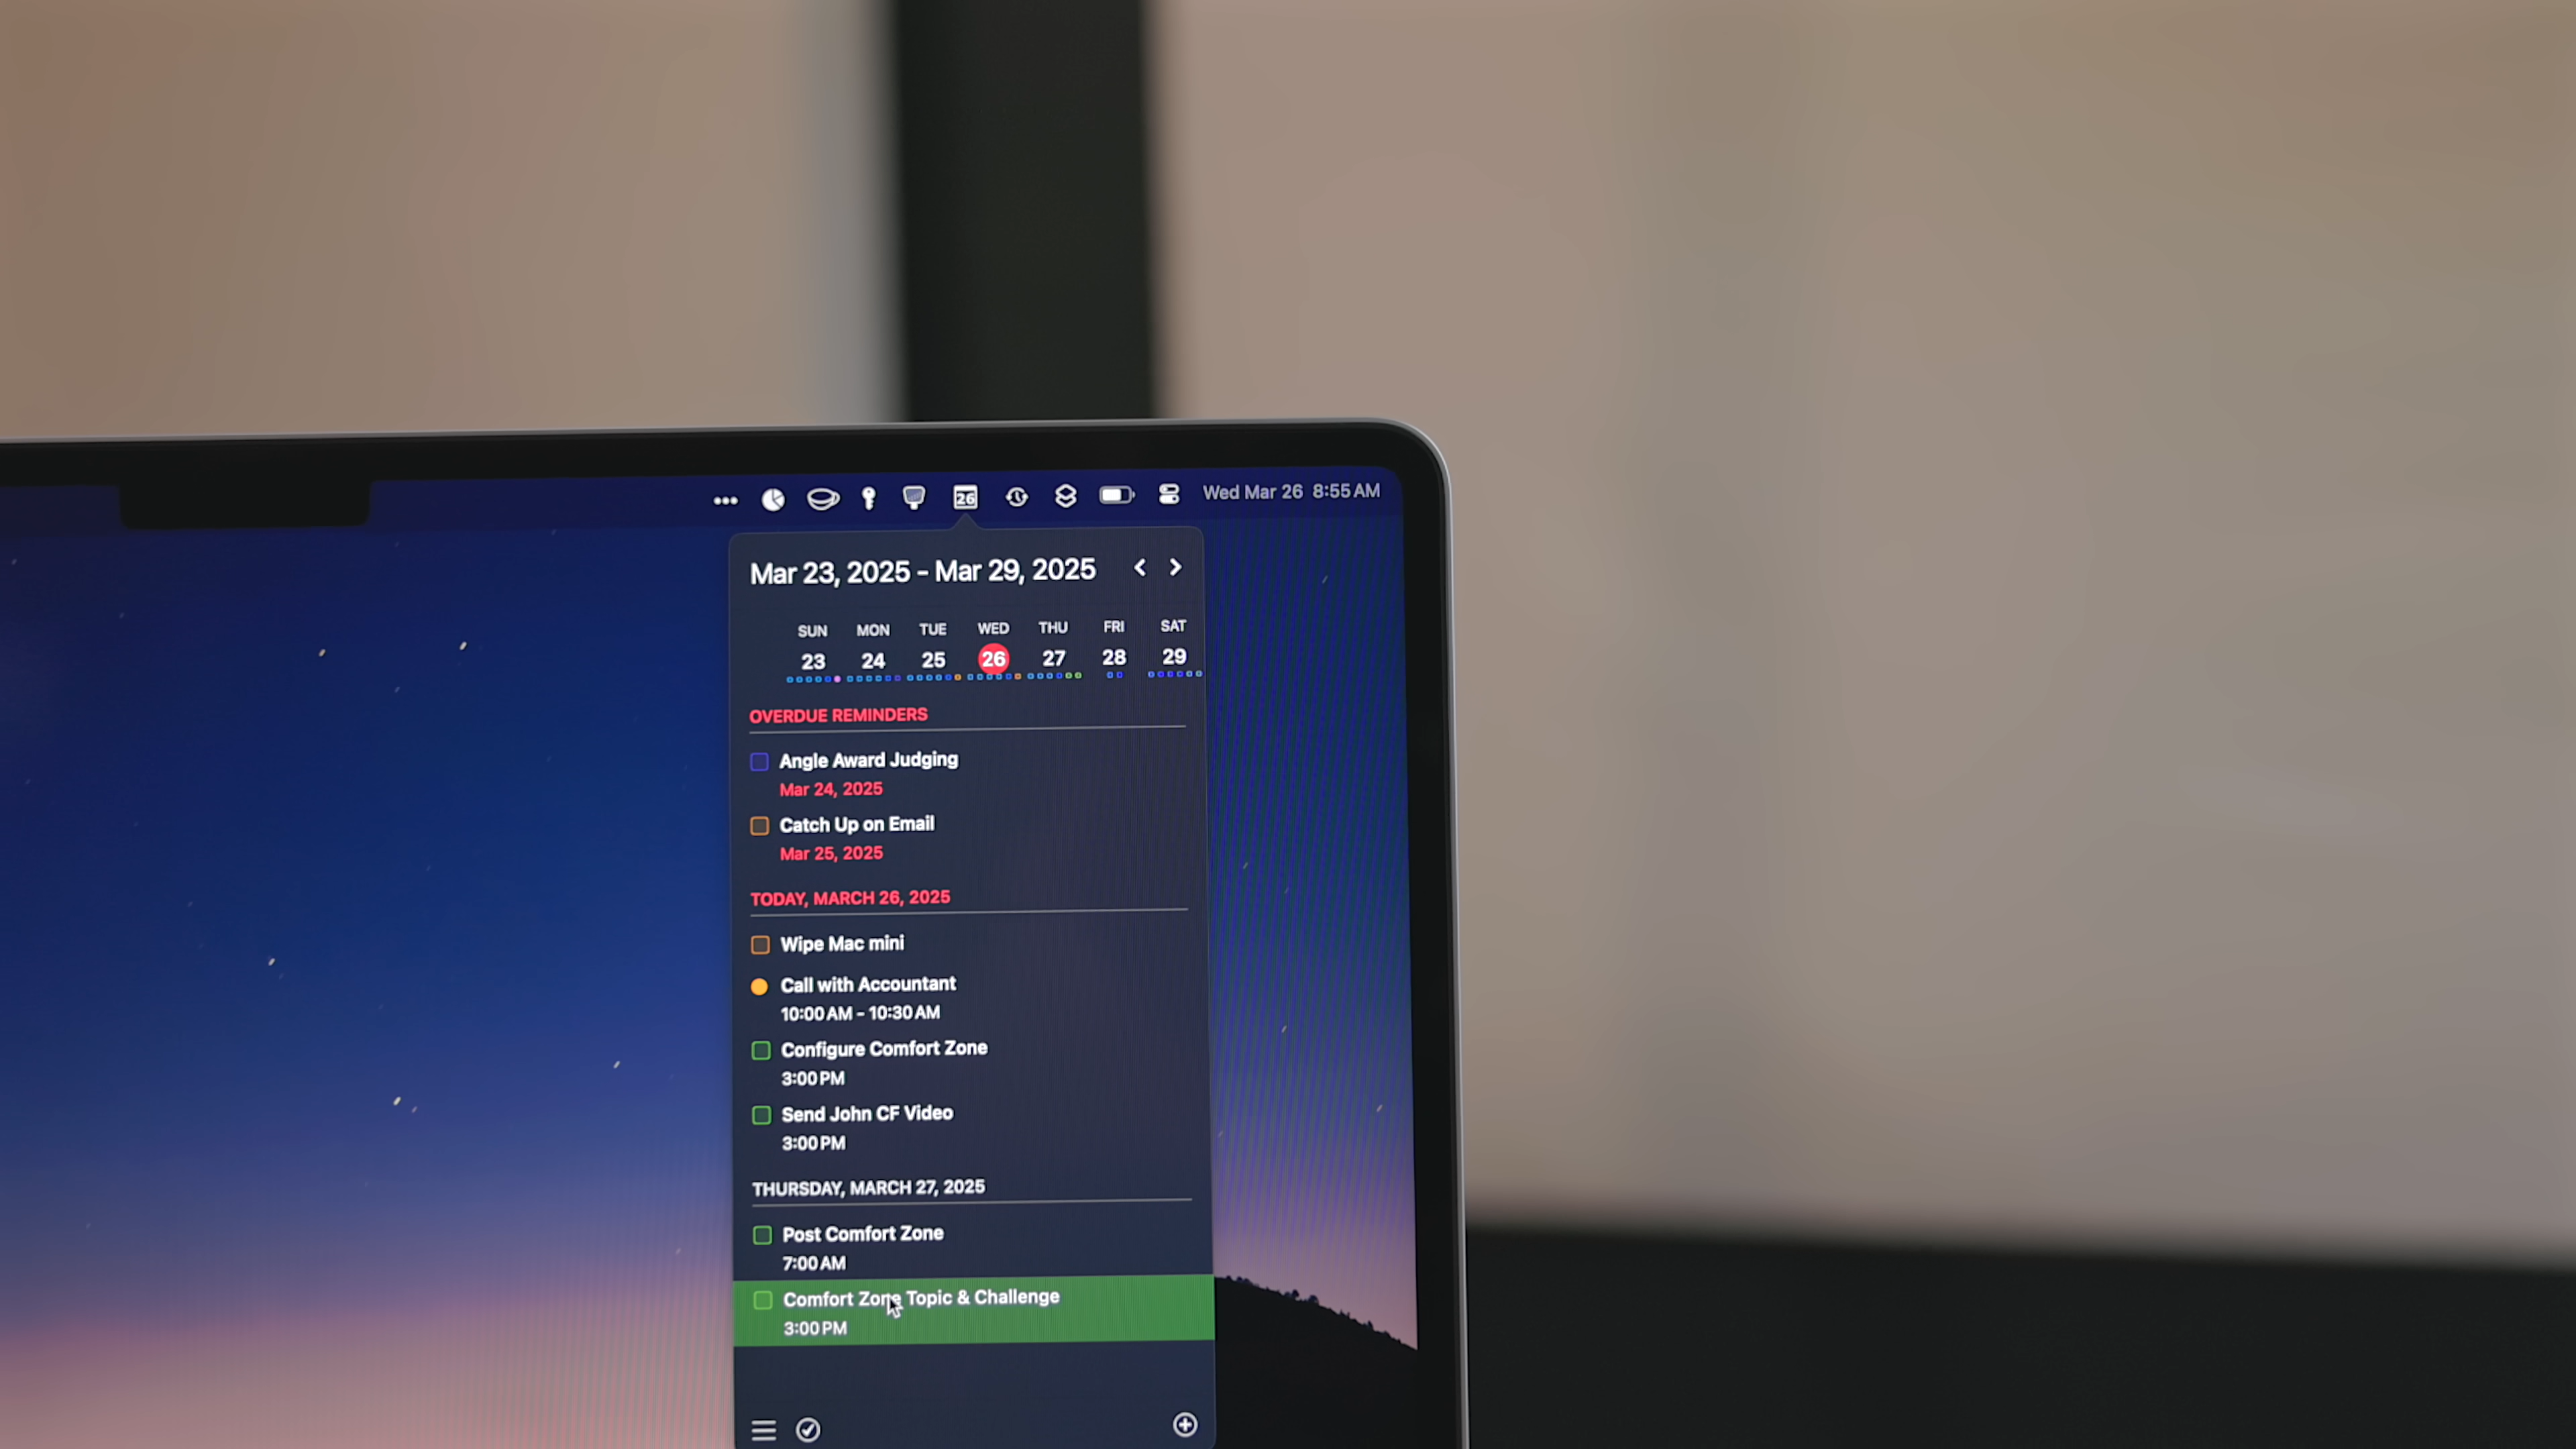 26
Wed Mar 26 8:55 AM
Mar 23, 2025 – Mar 29, 2025
SUN MON TUE WED THU FRI SAT
23 24 25 26 27 28 29
OVERDUE REMINDERS
Angle Award Judging
Mar 24, 2025
Catch Up on Email
Mar 25, 2025
TODAY, MARCH 26, 2025
Wipe Mac mini
Call with Accountant
10:00 AM – 10:30 AM
Configure Comfort Zone
3:00 PM
Send John CF Video
3:00 PM
THURSDAY, MARCH 27, 2025
Post Comfort Zone
7:00 AM
Comfort Zone Topic & Challenge
3:00 PM